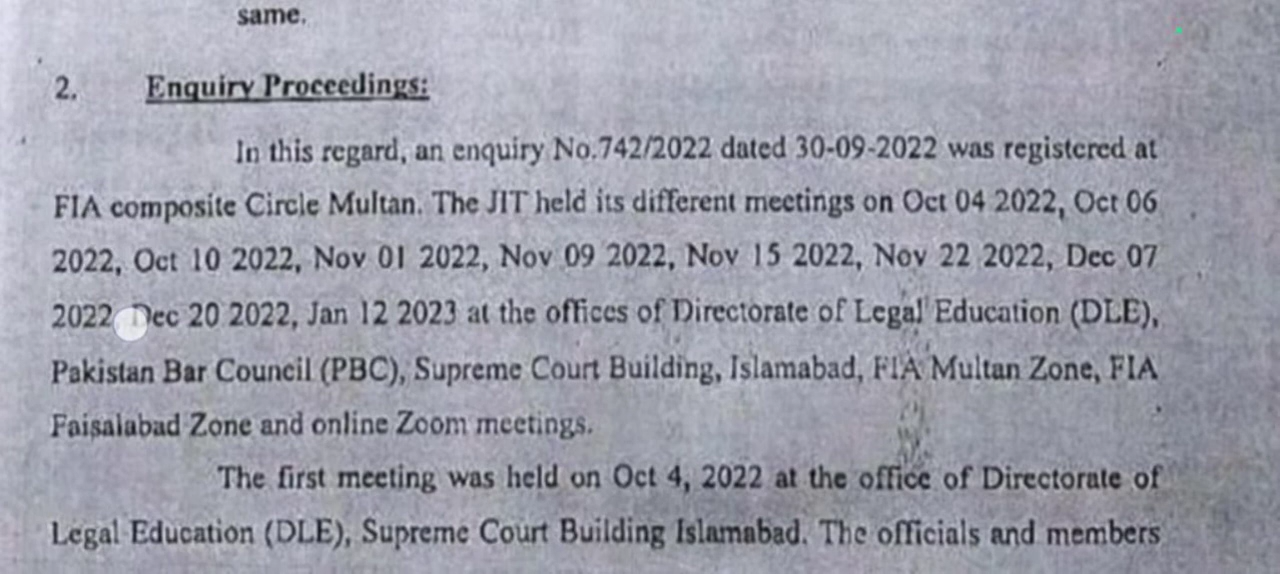 same.
2. Enquiry Proceedings:
In this regard, an enquiry No.742/2022 dated 30-09-2022 was registered at
FIA composite Circle Multan. The JIT held its different meetings on Oct 04 2022, Oct 06
2022, Oct 10 2022, Nov 01 2022, Nov 09 2022, Nov 15 2022, Nov 22 2022, Dec 07
2022, Dec 20 2022, Jan 12 2023 at the offices of Directorate of Legal Education (DLE),
Pakistan Bar Council (PBC), Supreme Court Building, Islamabad, FIA Multan Zone, FIA
Faisalabad Zone and online Zoom meetings.
The first meeting was held on Oct 4, 2022 at the office of Directorate of
Legal Education (DLE), Supreme Court Building Islamabad. The officials and members